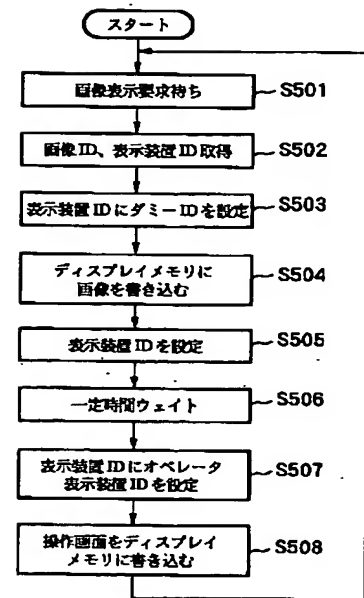 スタート
画像表示要求待ち
S501
画像ID、表示装置ID取得
S502
表示装置IDにダミーIDを設定
S503
ディスプレイメモリに
画像を書き込む
S504
表示装置IDを設定
S505
一定時間ウェイト
S506
表示装置IDにオペレータ
表示装置IDを設定
S507
操作画面をディスプレイ
メモリに書き込む
S508